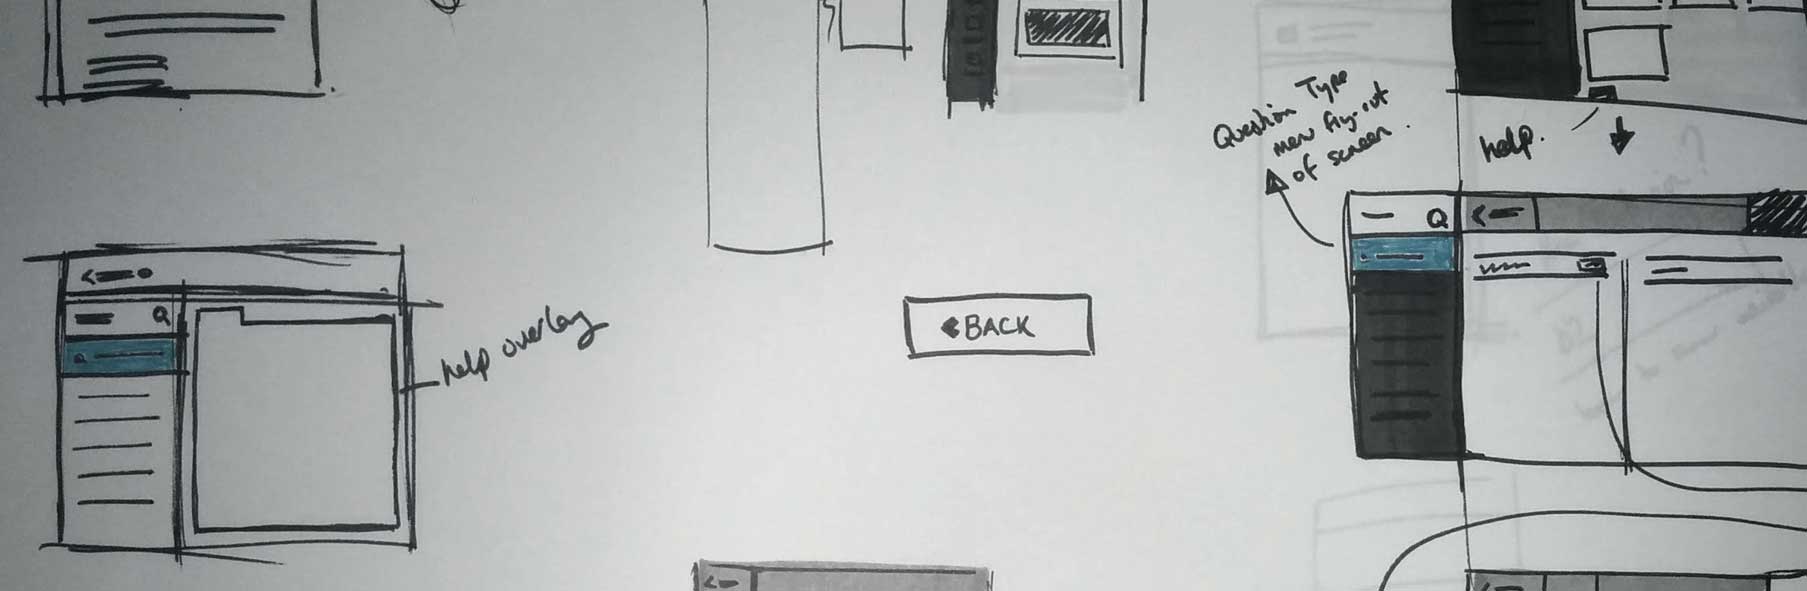 Question Type
menu fly-out
of screen.
help.
<BACK
help overlay